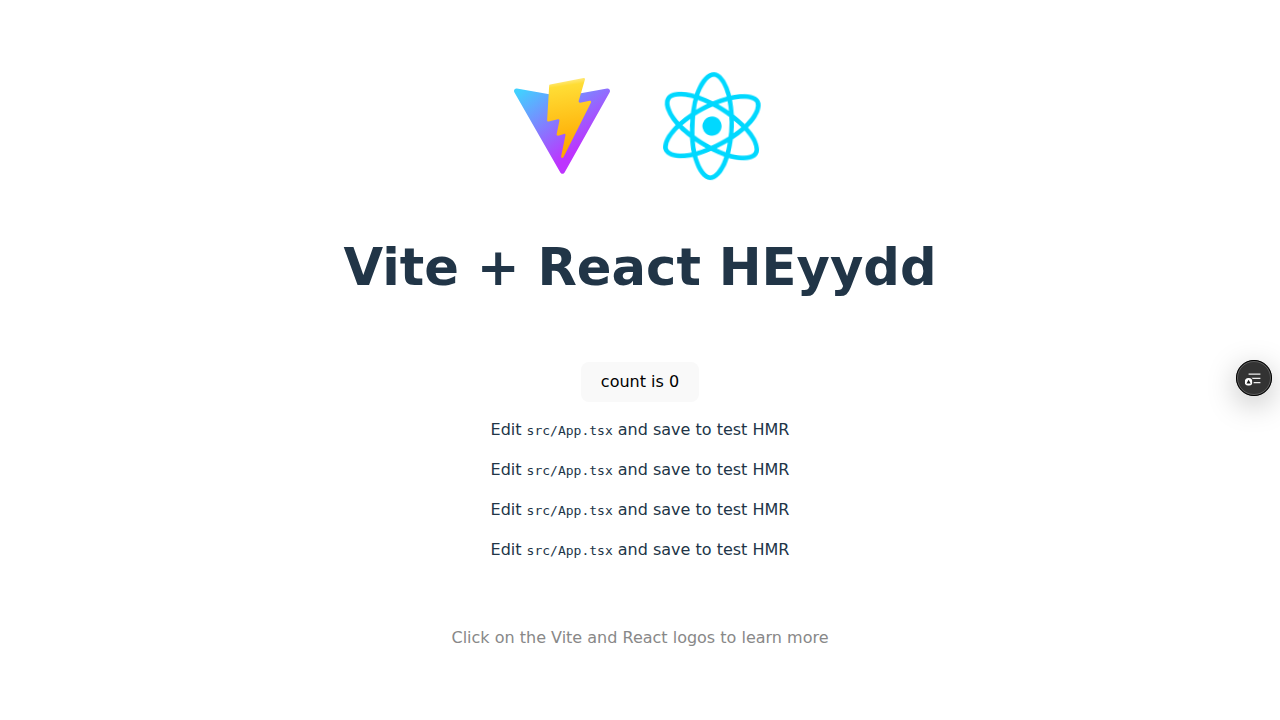 Vite + React HEyydd
count is 0
Edit src/App.tsx and save to test HMR
Edit src/App.tsx and save to test HMR
Edit src/App.tsx and save to test HMR
Edit src/App.tsx and save to test HMR
Click on the Vite and React logos to learn more